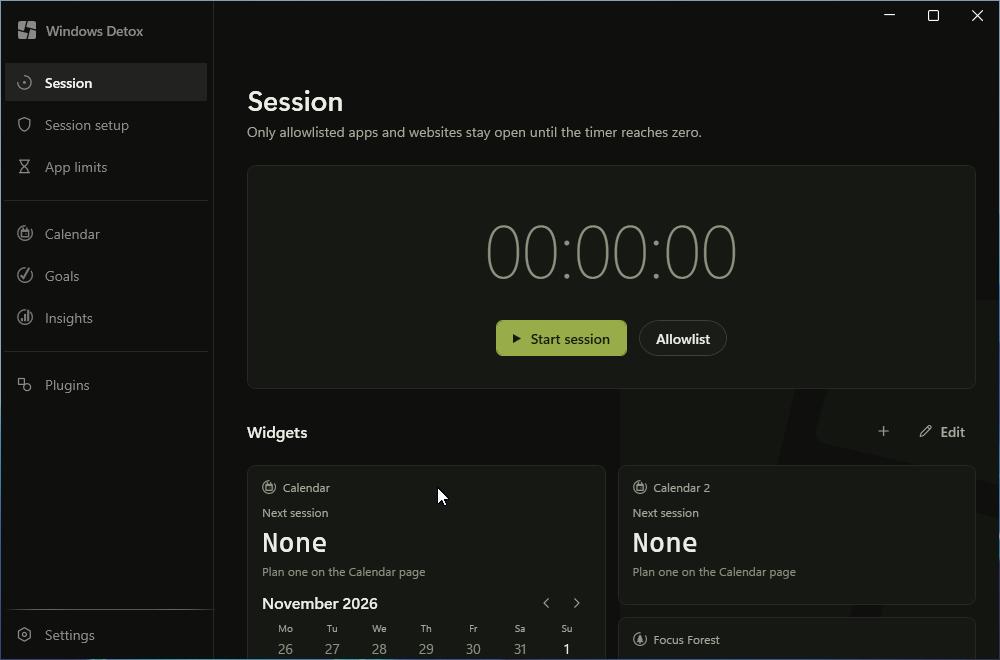 Windows Detox
Session
Session setup
App limits
Calendar
Goals
Insights
Plugins
Settings
Session
Only allowlisted apps and websites stay open until the timer reaches zero.
00:00:00
Start session
Allowlist
Widgets
Edit
Calendar
Next session
None
Plan one on the Calendar page
November 2026
Mo Tu We Th Fr Sa Su
26 27 28 29 30 31 1
Calendar 2
Next session
None
Plan one on the Calendar page
Focus Forest